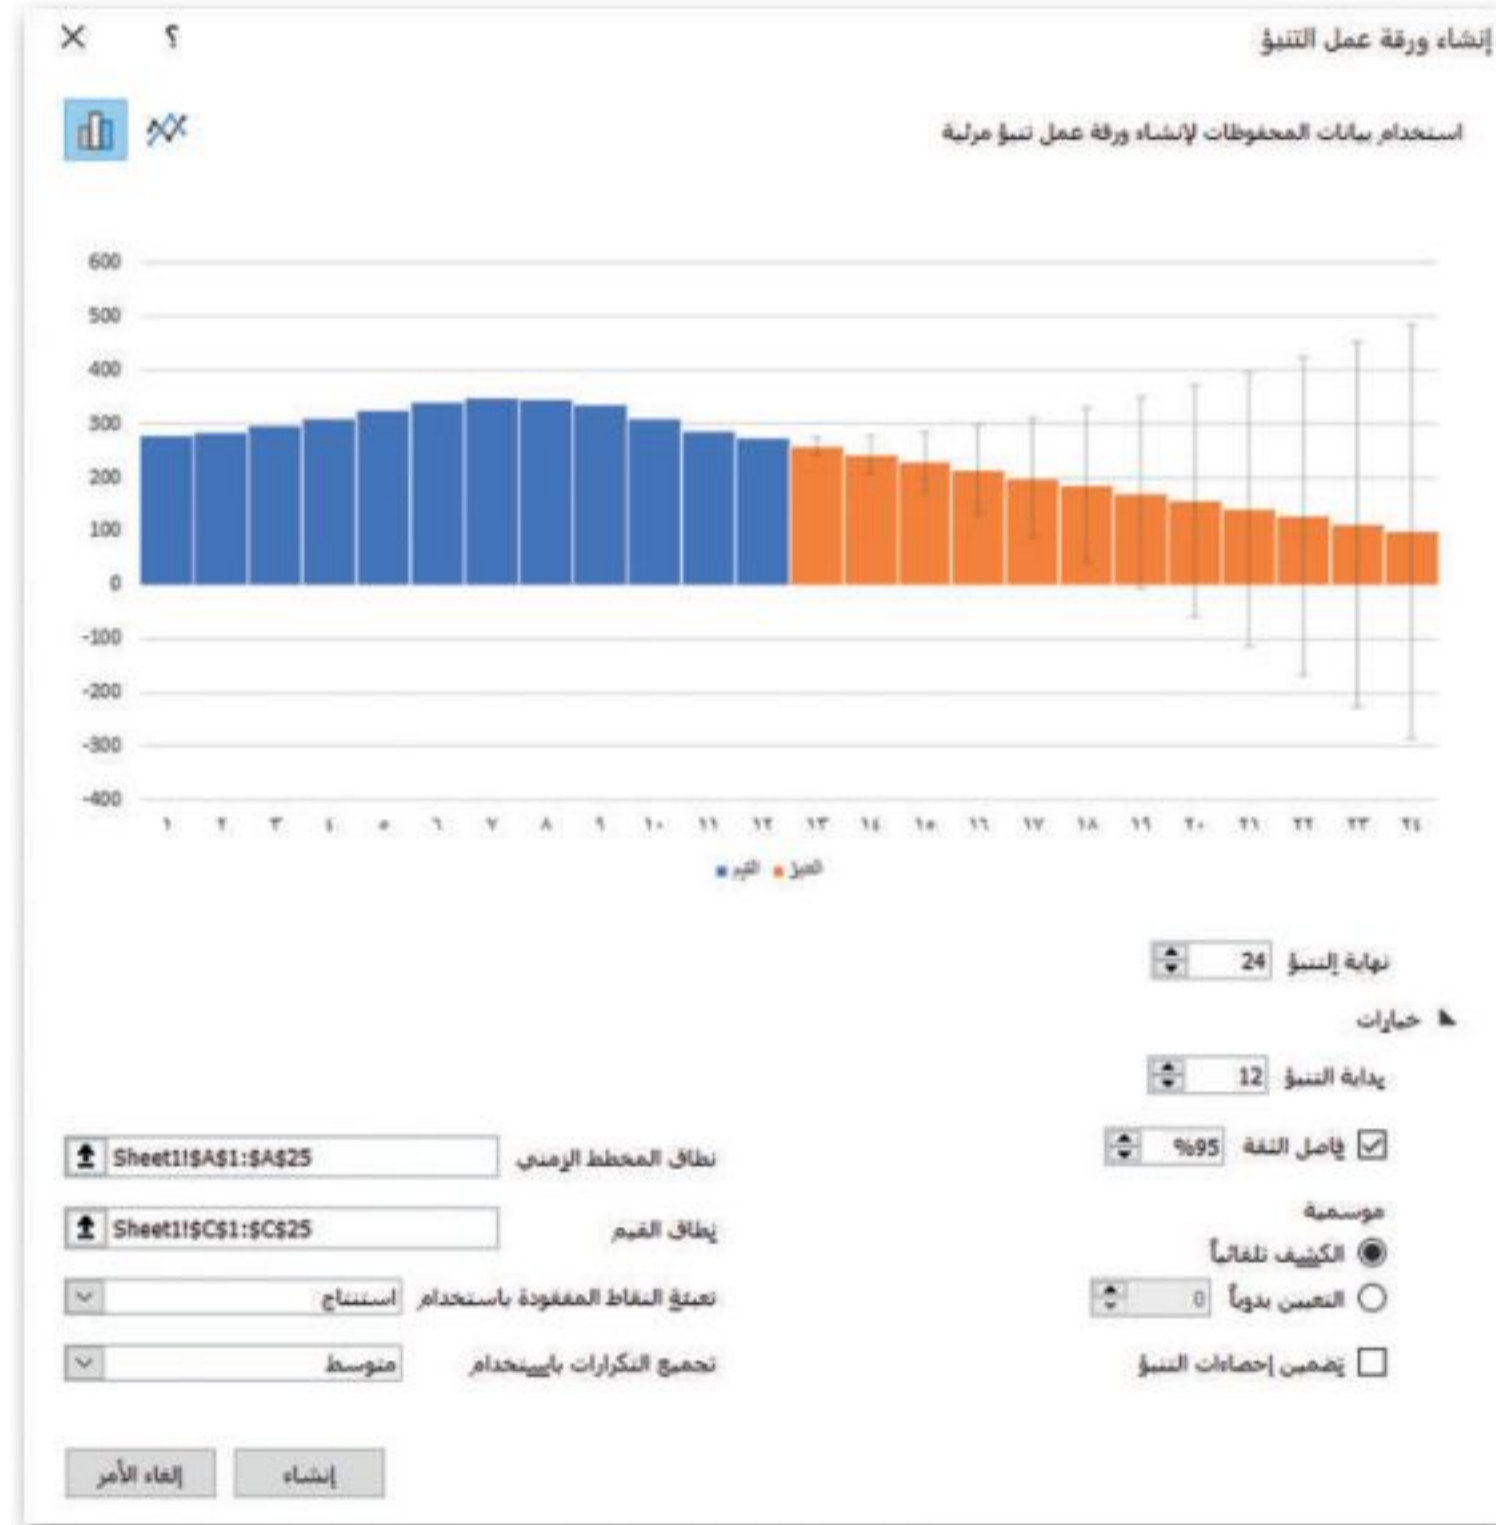 إنشاء ورقة عمل التنبؤ
؟
استخدام بيانات المحفوظات لإنشاء ورقة عمل تنبؤ مرئية
600
500
400
300
200
100
0
-100
-200
-300
-400
١ ٢ ٣ ٤ ٥ ٦ ٧ ٨ ٩ ١٠ ١١ ١٢ ١٣ ١٤ ١٥ ١٦ ١٧ ١٨ ١٩ ٢٠ ٢١ ٢٢ ٢٣ ٢٤
التنبؤ القيم
نهاية التنبؤ 24
خيارات
بداية التنبؤ 12
فاصل الثقة %95
نطاق المخطط الزمني Sheet1!$A$1:$A$25
موسمية
نطاق القيم Sheet1!$C$1:$C$25
الكشف تلقائياً
التعيين يدوياً 0
تعبئة النقاط المفقودة باستخدام استنتاج
تضمين إحصاءات التنبؤ
تجميع التكرارات باستخدام متوسط
إنشاء
إلغاء الأمر